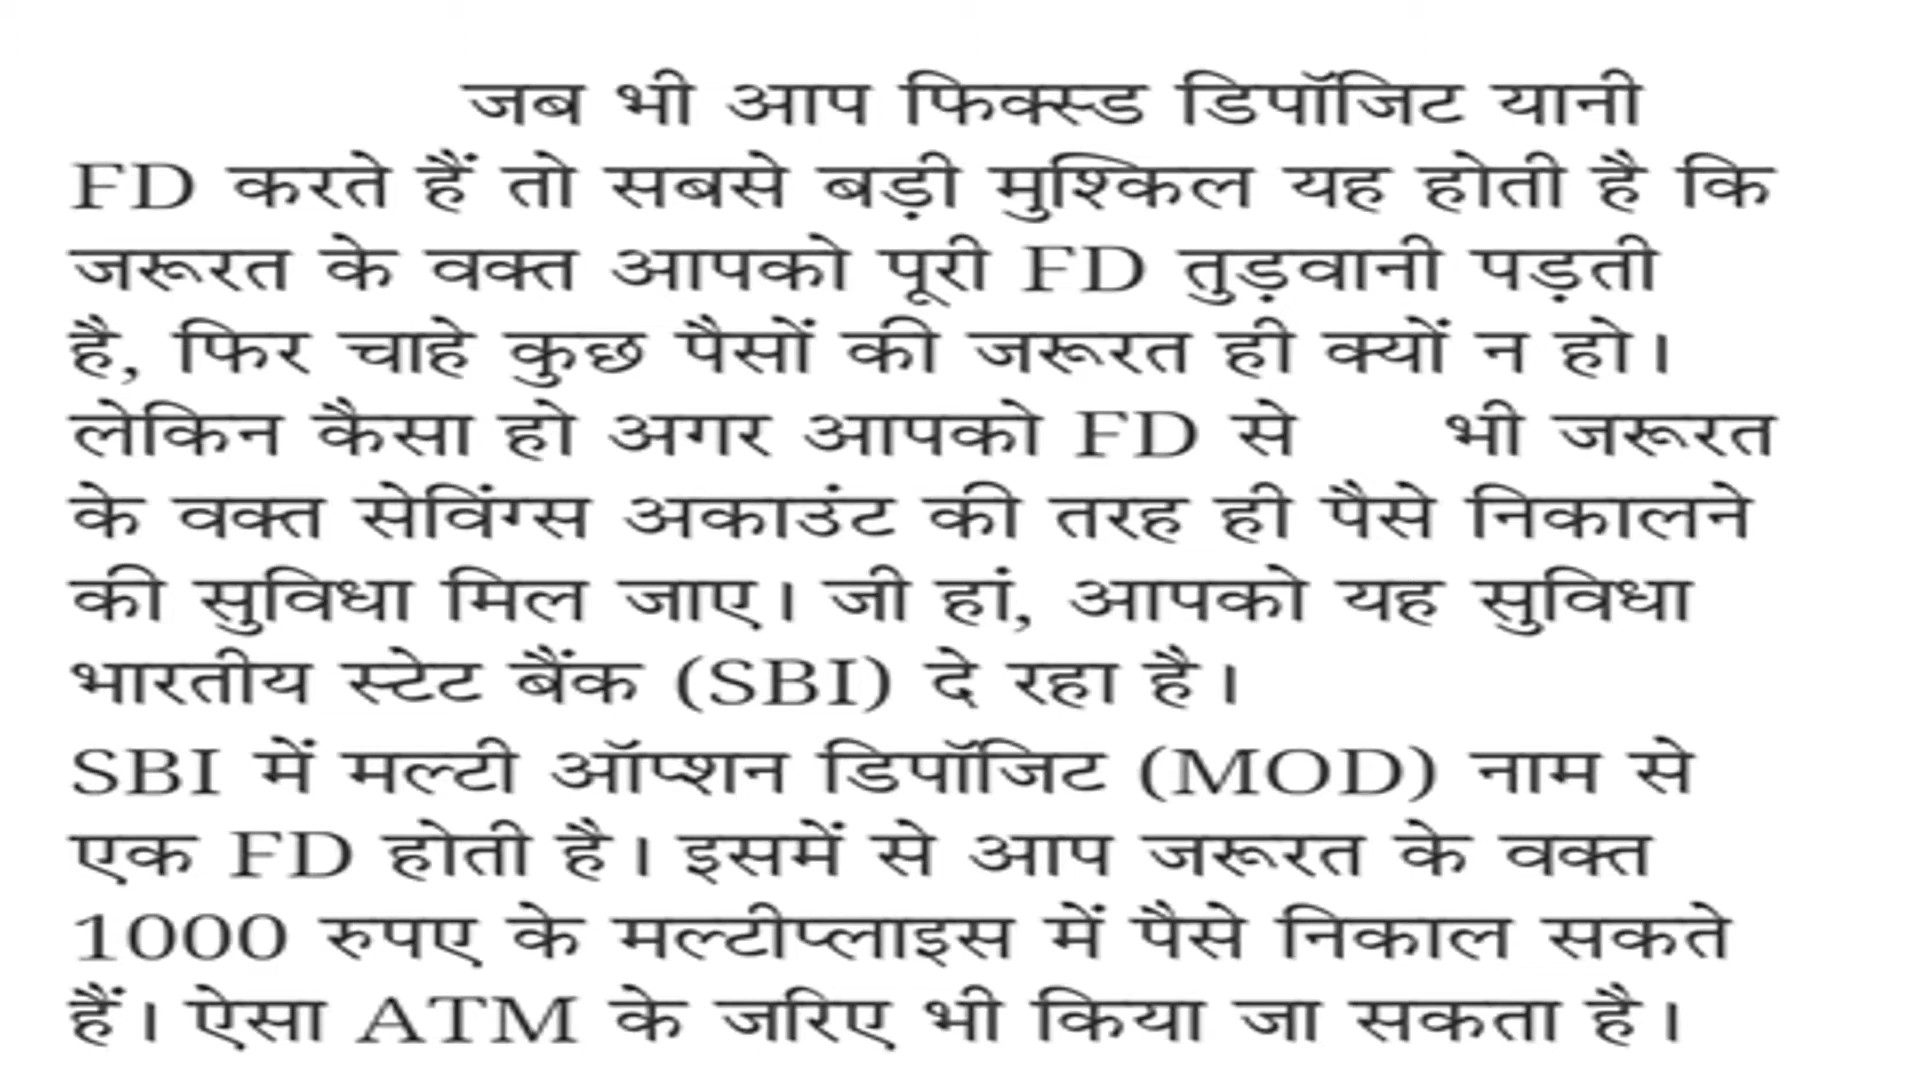 जब भी आप फिक्स्ड डिपॉजिट यानी
FD करते हैं तो सबसे बड़ी मुश्किल यह होती है कि
जरूरत के वक्त आपको पूरी FD तुड़वानी पड़ती
है, फिर चाहे कुछ पैसों की जरूरत ही क्यों न हो।
लेकिन कैसा हो अगर आपको FD से भी जरूरत
के वक्त सेविंग्स अकाउंट की तरह ही पैसे निकालने
की सुविधा मिल जाए। जी हां, आपको यह सुविधा
भारतीय स्टेट बैंक (SBI) दे रहा है।
SBI में मल्टी ऑप्शन डिपॉजिट (MOD) नाम से
एक FD होती है। इसमें से आप जरूरत के वक्त
1000 रुपए के मल्टीप्लाइस में पैसे निकाल सकते
हैं। ऐसा ATM के जरिए भी किया जा सकता है।